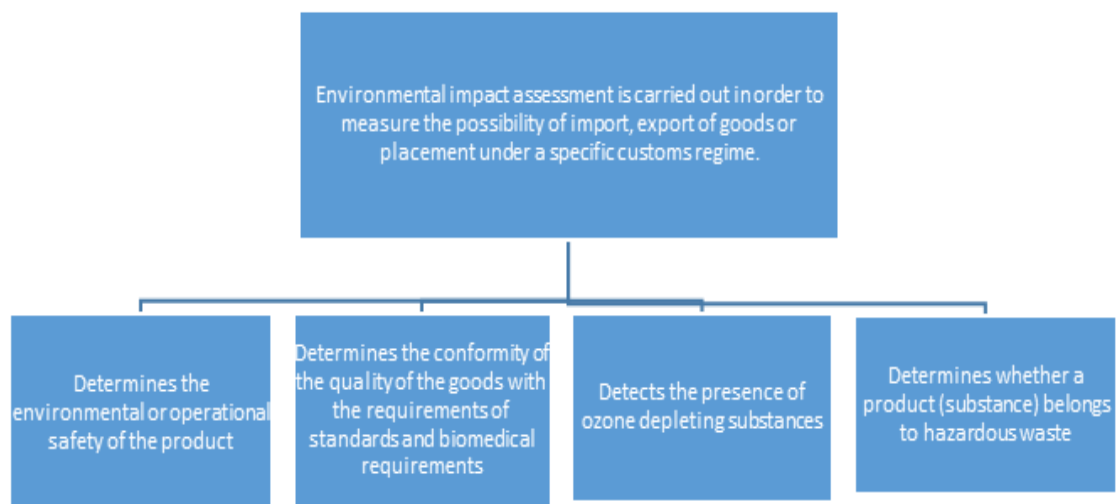 Environmental impact assessment is carried out in order to
measure the possibility of import, export of goods or
placement under a specific customs regime.
Determines the
environmental or operational
safety of the product
Determines the conformity of
the quality of the goods with
the requirements of
standards and biomedical
requirements
Detects the presence of
ozone depleting substances
Determines whether a
product (substance) belongs
to hazardous waste